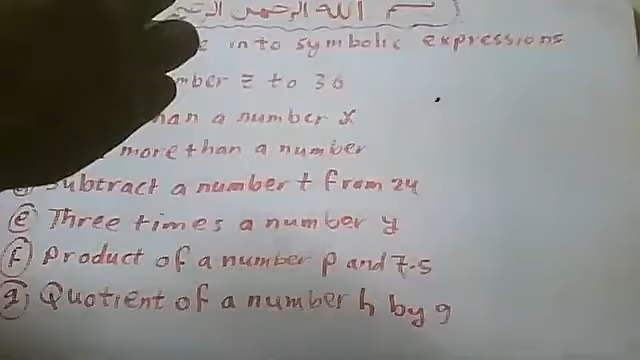 بسم الله الرحمن الرحيم
into symbolic expressions
mber z to 36
han a number x
more than a number
Subtract a number t from 24
(e) Three times a number y
(f) Product of a number p and 7.5
(g) Quotient of a number h by 9